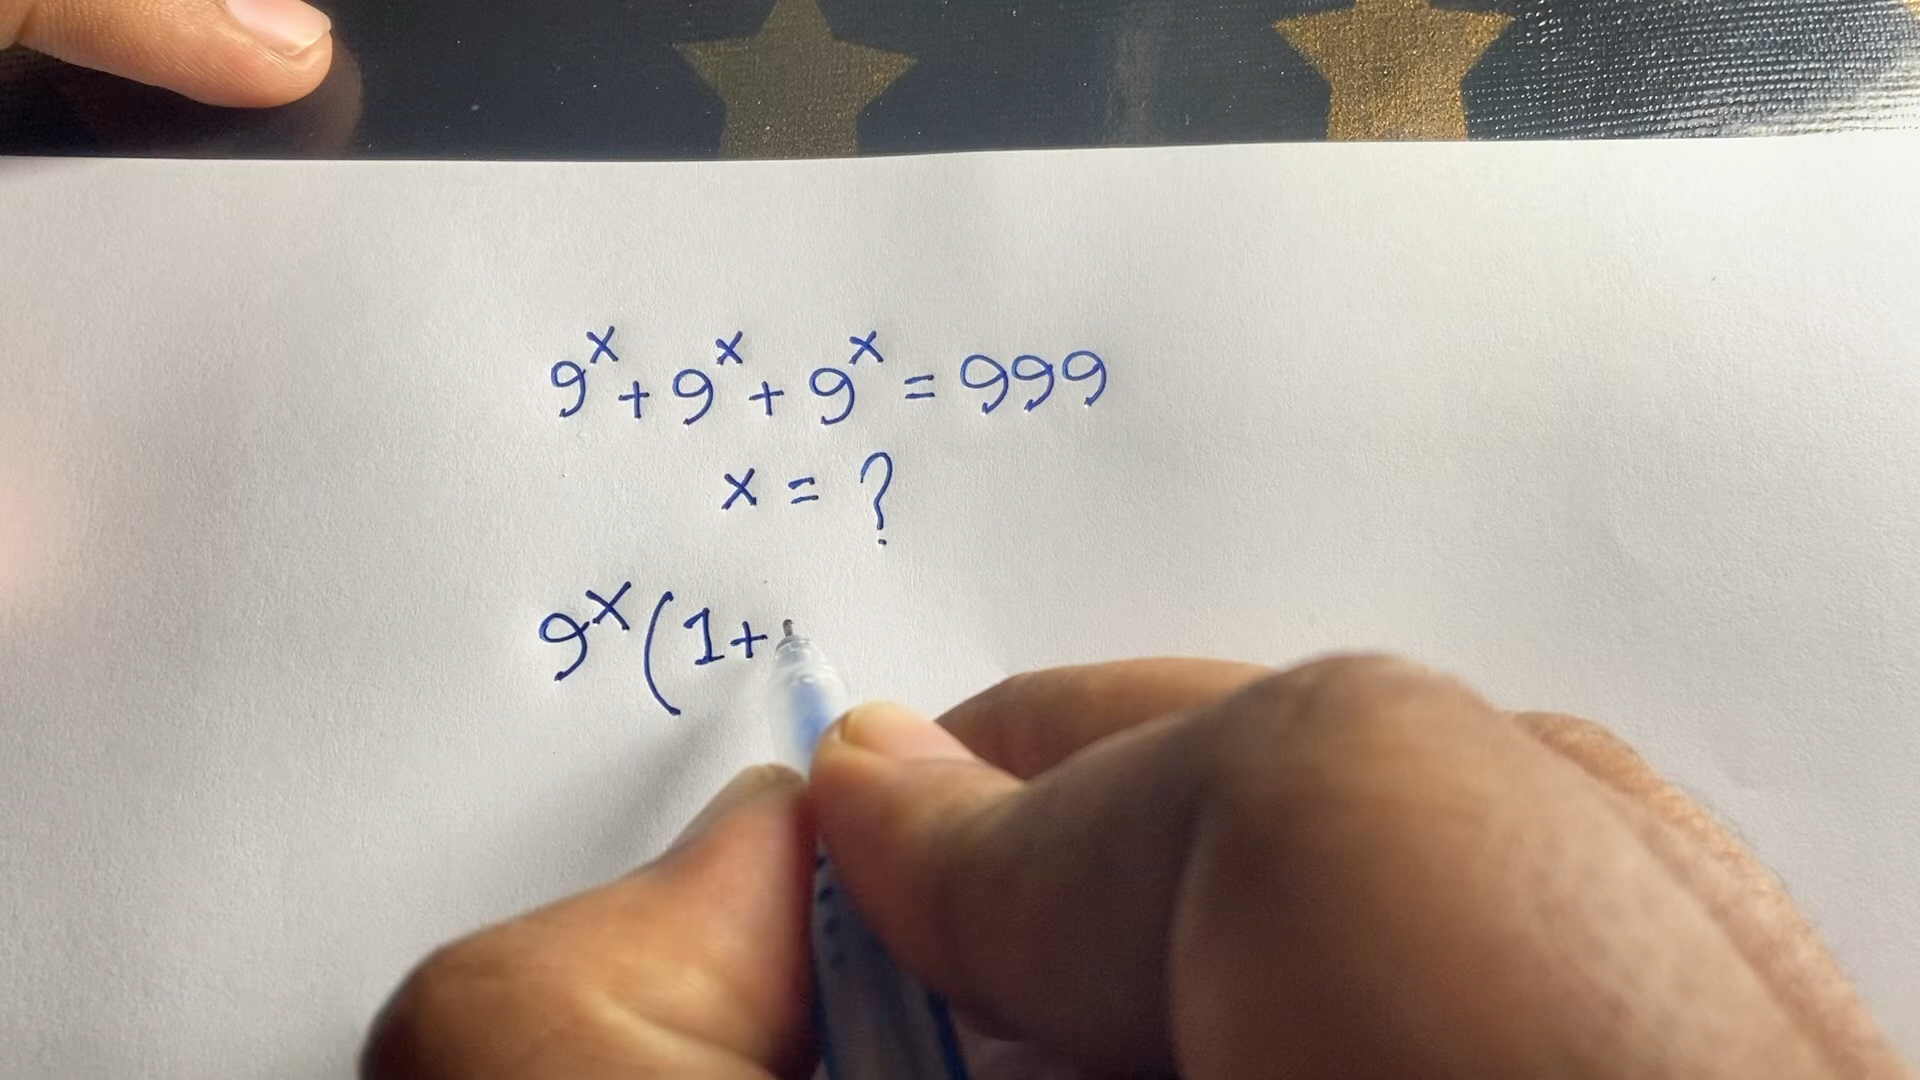 9^x + 9^x + 9^x = 999
x = ?
9^x (1+